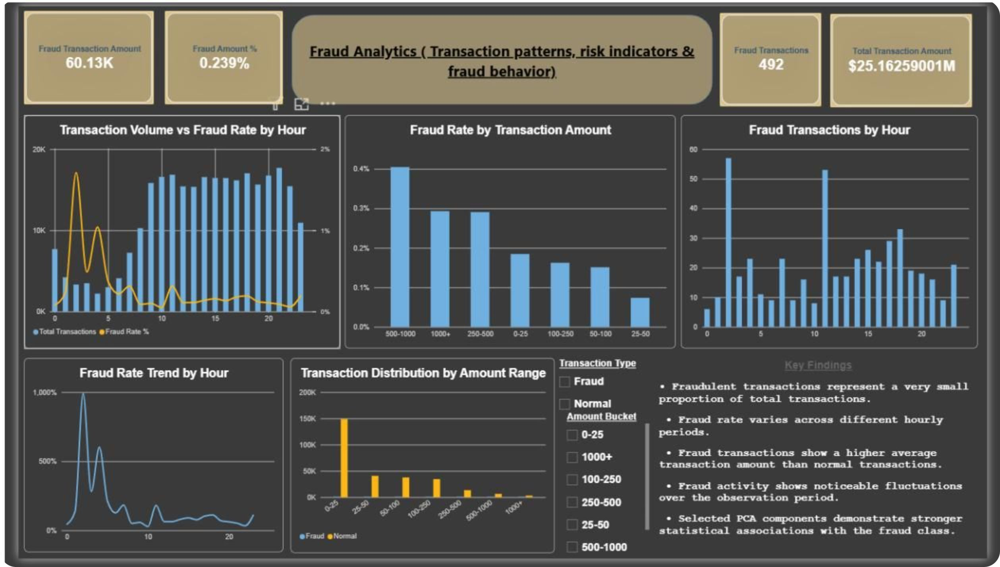 Fraud Transaction Amount
60.13K
Fraud Amount %
0.239%
Fraud Analytics ( Transaction patterns, risk indicators &
fraud behavior)
Fraud Transactions
492
Total Transaction Amount
$25.16259001M
Transaction Volume vs Fraud Rate by Hour
20K
10K
0K
2%
1%
0%
0 5 10 15 20
Total Transactions Fraud Rate %
Fraud Rate by Transaction Amount
0.4%
0.3%
0.2%
0.1%
0.0%
500-1000 1000+ 250-500 0-25 100-250 50-100 25-50
Fraud Transactions by Hour
60
50
40
30
20
10
0
0 5 10 15 20
Fraud Rate Trend by Hour
1,000%
500%
0%
0 10 20
Transaction Distribution by Amount Range
200K
150K
100K
50K
0K
0-25 25-50 50-100 100-250 250-500 500-1000 1000+
Fraud Normal
Transaction Type
Fraud
Normal
Amount Bucket
0-25
1000+
100-250
250-500
25-50
500-1000
Key Findings
• Fraudulent transactions represent a very small
proportion of total transactions.
• Fraud rate varies across different hourly
periods.
• Fraud transactions show a higher average
transaction amount than normal transactions.
• Fraud activity shows noticeable fluctuations
over the observation period.
• Selected PCA components demonstrate stronger
statistical associations with the fraud class.